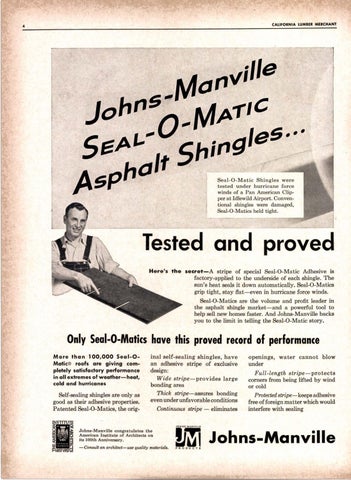 4
CALIFORNIA LUMBER MERCHANT
Johns-Manville
SEAL-O-MATIC
Asphalt Shingles...
Seal-O-Matic Shingles were
tested under hurricane force
winds of a Pan American Clip-
per at Idlewild Airport. Conven-
tional shingles were damaged,
Seal-O-Matics held tight.
Tested and proved
Here's the secret—A stripe of special Seal-O-Matic Adhesive is
factory-applied to the underside of each shingle. The
sun's heat seals it down automatically. Seal-O-Matics
grip tight, stay flat—even in hurricane force winds.
Seal-O-Matics are the volume and profit leader in
the asphalt shingle market—and a powerful tool to
help sell new homes faster. And Johns-Manville backs
you to the limit in telling the Seal-O-Matic story.
Only Seal-O-Matics have this proved record of performance
More than 100,000 Seal-O-
Matic roofs are giving com-
pletely satisfactory performance
in all extremes of weather—heat,
cold and hurricanes
Self-sealing shingles are only as
good as their adhesive properties.
Patented Seal-O-Matics, the orig-
inal self-sealing shingles, have
an adhesive stripe of exclusive
design:
Wide stripe—provides large
bonding area
Thick stripe—assures bonding
even under unfavorable conditions
Continuous stripe — eliminates
openings, water cannot blow
under
Full-length stripe—protects
corners from being lifted by wind
or cold
Protected stripe—keeps adhesive
free of foreign matter which would
interfere with sealing
Johns-Manville congratulates the
American Institute of Architects on
its 100th Anniversary.
—Consult an architect—use quality materials.
JOHNS-MANVILLE
JM
PRODUCTS
Johns-Manville